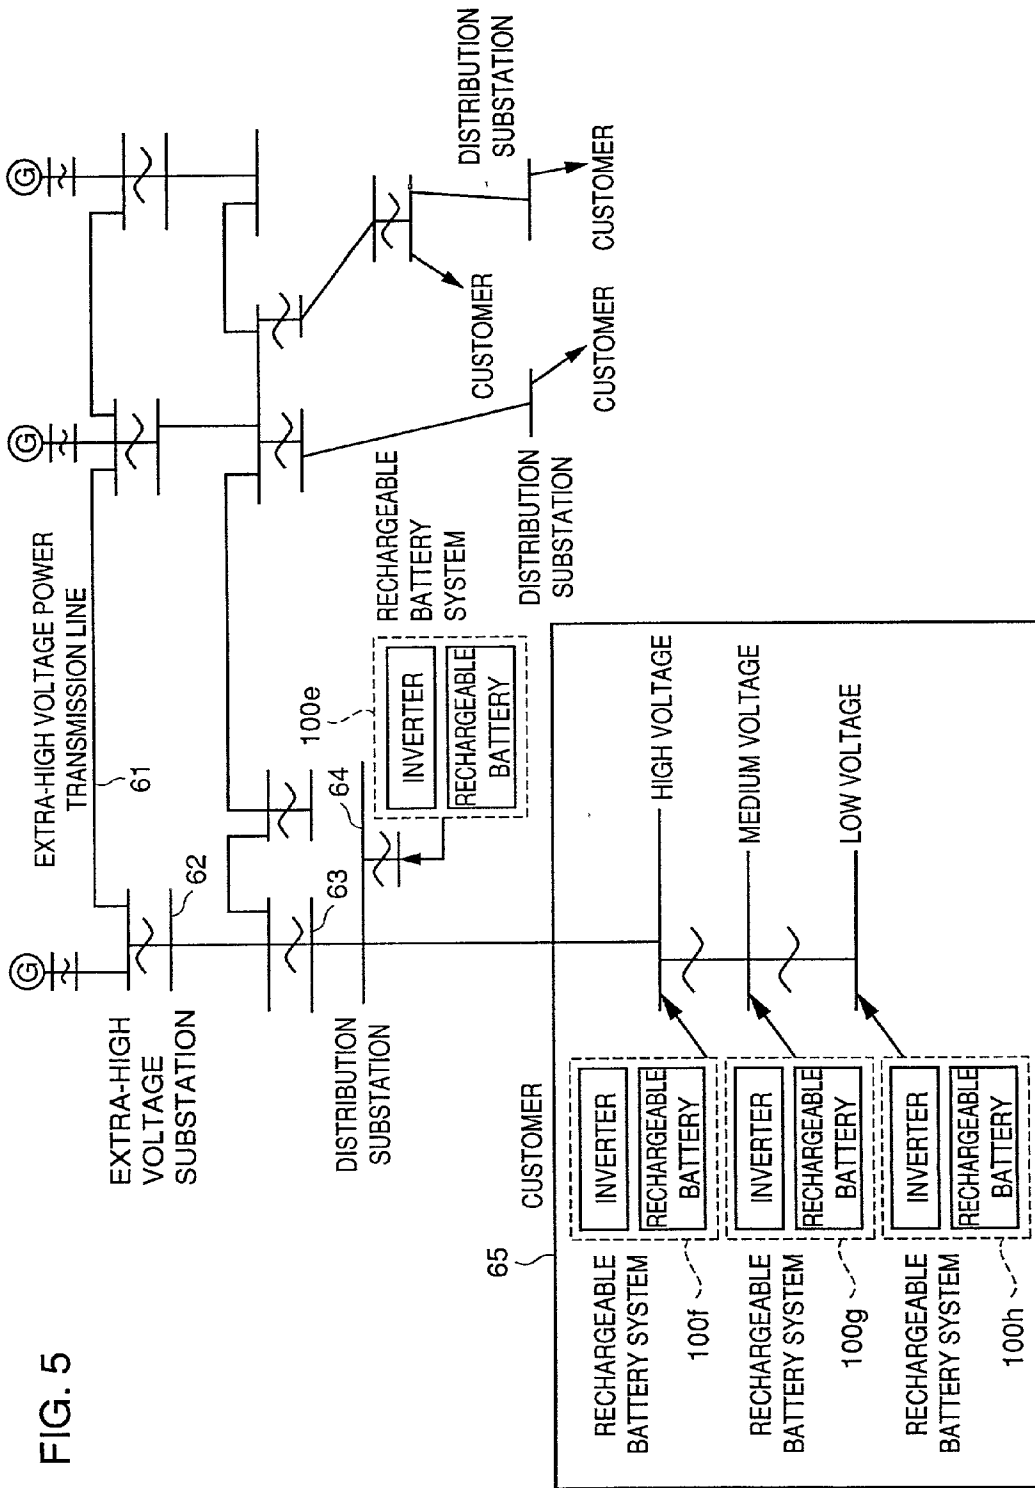 FIG. 5
G
G
G
EXTRA-HIGH VOLTAGE POWER
TRANSMISSION LINE
61
EXTRA-HIGH
VOLTAGE
SUBSTATION
62
63
DISTRIBUTION
SUBSTATION
64
100e
INVERTER
RECHARGEABLE
BATTERY
RECHARGEABLE
BATTERY
SYSTEM
DISTRIBUTION
SUBSTATION
CUSTOMER
CUSTOMER
DISTRIBUTION
SUBSTATION
CUSTOMER
65
CUSTOMER
HIGH VOLTAGE
MEDIUM VOLTAGE
LOW VOLTAGE
INVERTER
RECHARGEABLE
BATTERY
RECHARGEABLE
BATTERY SYSTEM
100f
INVERTER
RECHARGEABLE
BATTERY
RECHARGEABLE
BATTERY SYSTEM
100g
INVERTER
RECHARGEABLE
BATTERY
RECHARGEABLE
BATTERY SYSTEM
100h